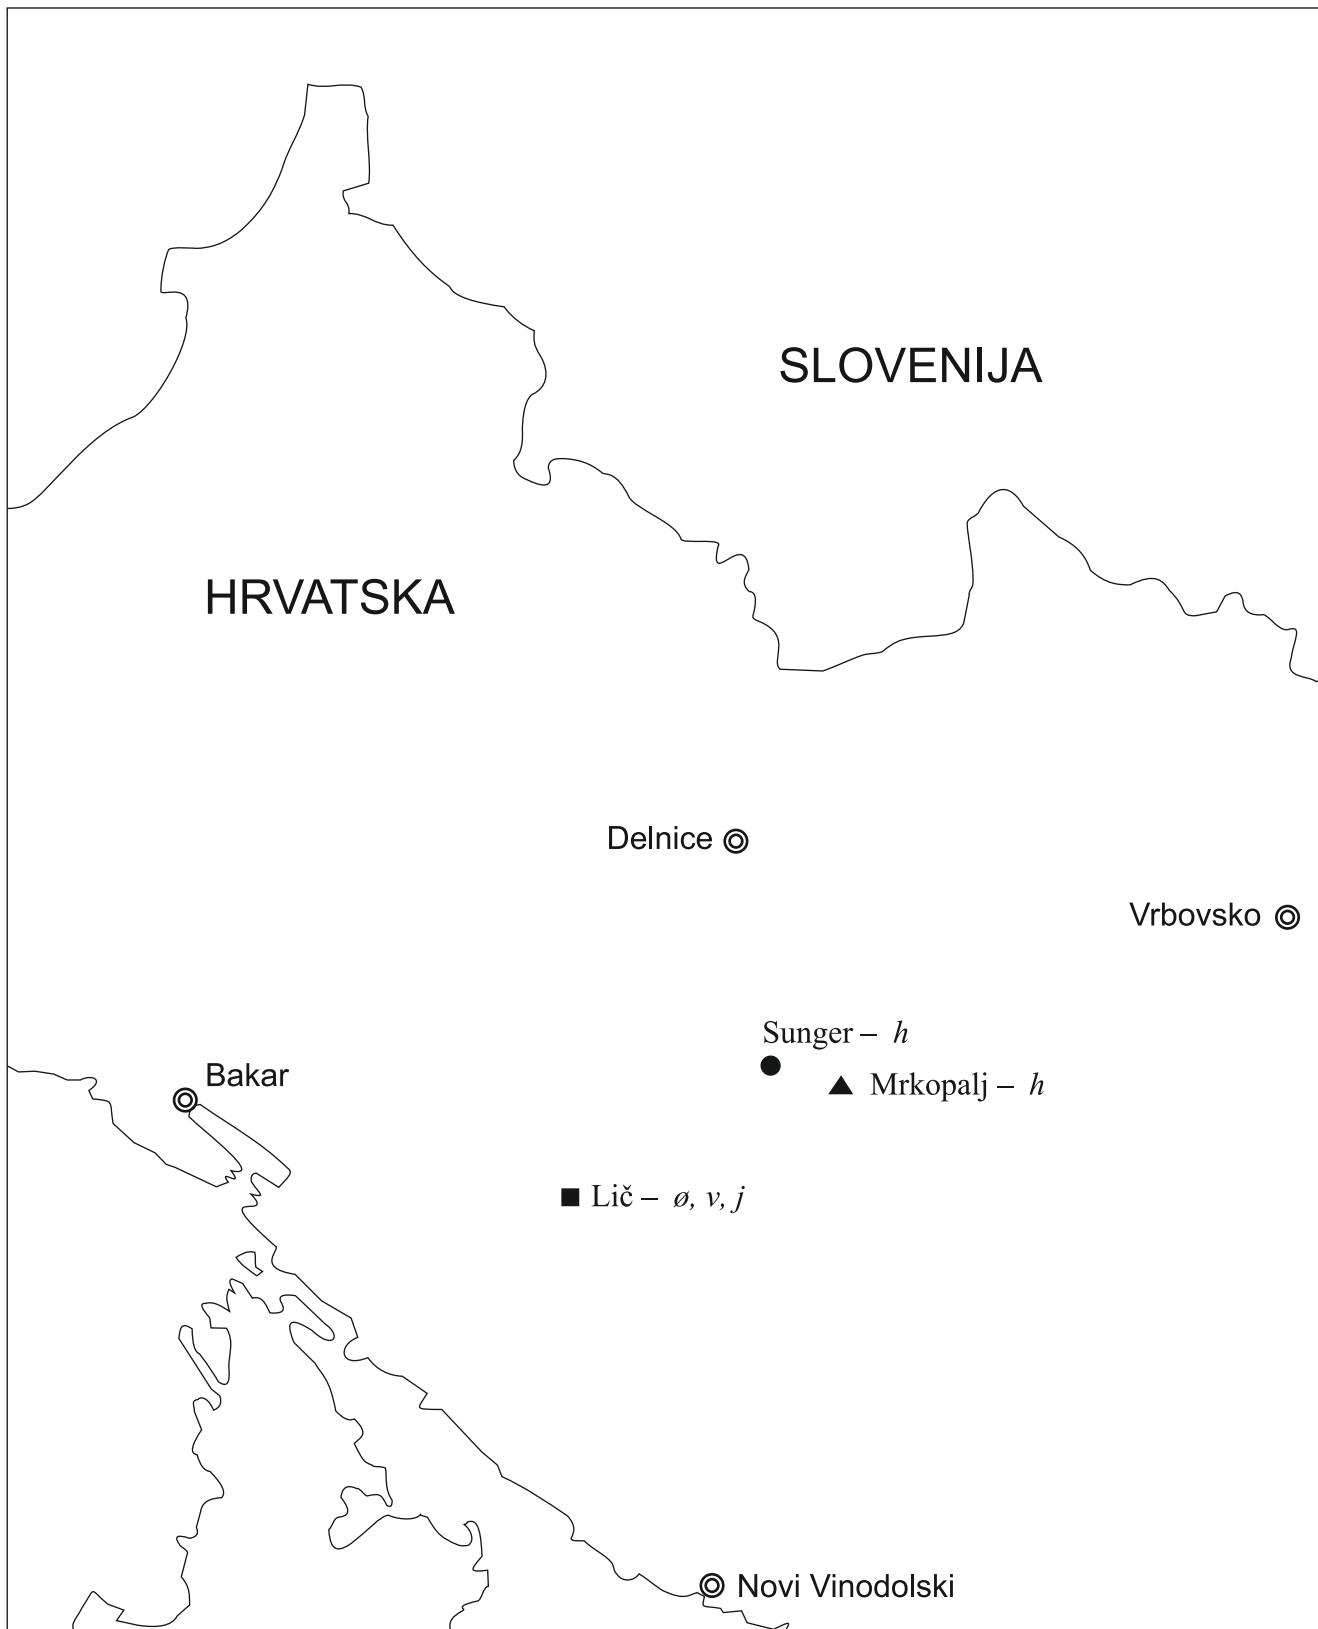 SLOVENIJA
HRVATSKA
Delnice
Vrbovsko
Sunger – h
Bakar
Mrkopalj – h
Lič – ø, v, j
Novi Vinodolski